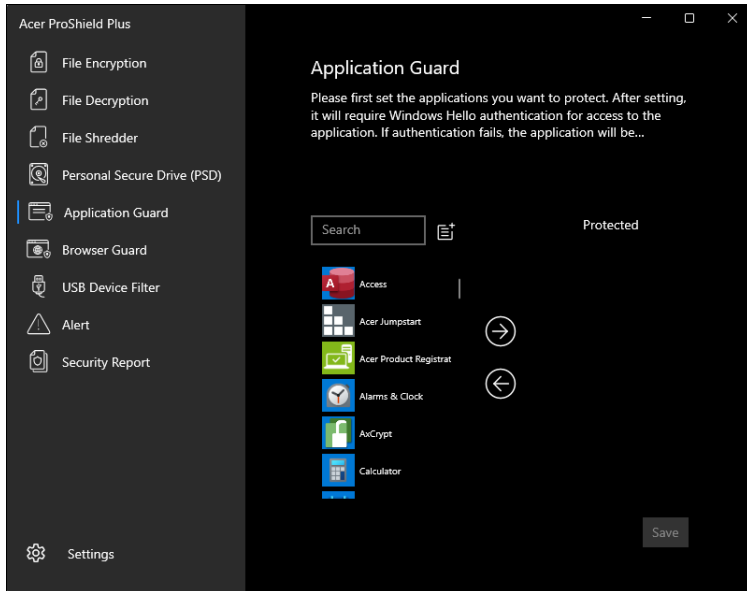 Acer ProShield Plus
File Encryption
File Decryption
File Shredder
Personal Secure Drive (PSD)
Application Guard
Browser Guard
USB Device Filter
Alert
Security Report
Settings
Application Guard
Please first set the applications you want to protect. After setting,
it will require Windows Hello authentication for access to the
application. If authentication fails, the application will be...
Search
Protected
A Access
Acer Jumpstart
Acer Product Registrat
Alarms & Clock
AxCrypt
Calculator
Save